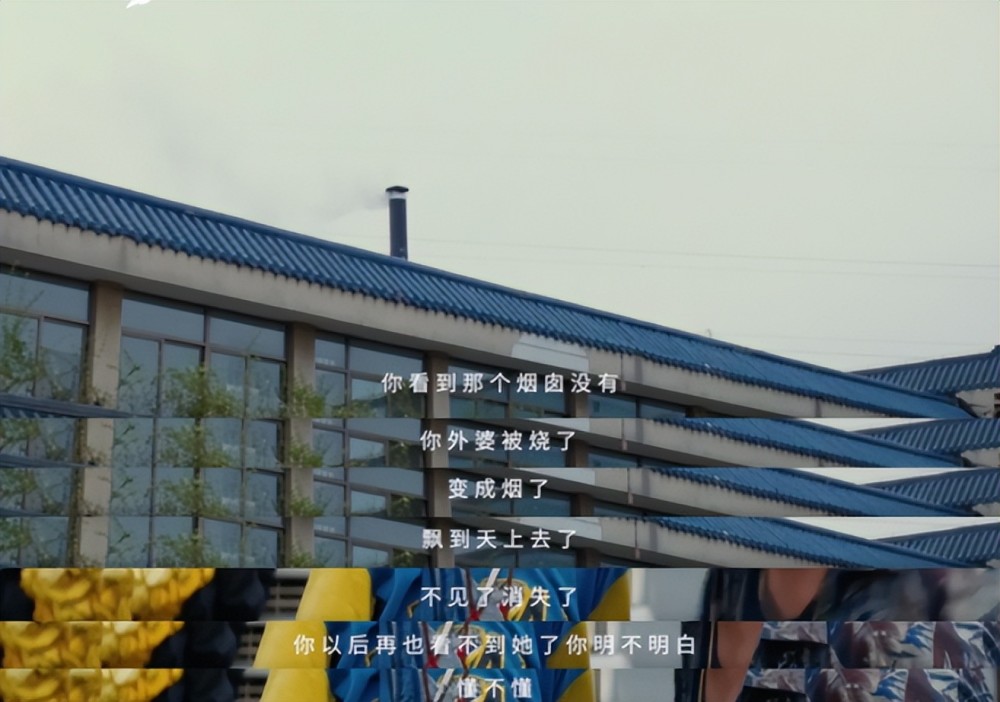 你看到那个烟囱没有
你外婆被烧了
变成烟了
飘到天上去了
不见了消失了
你以后再也看不到她了你明不明白
懂不懂